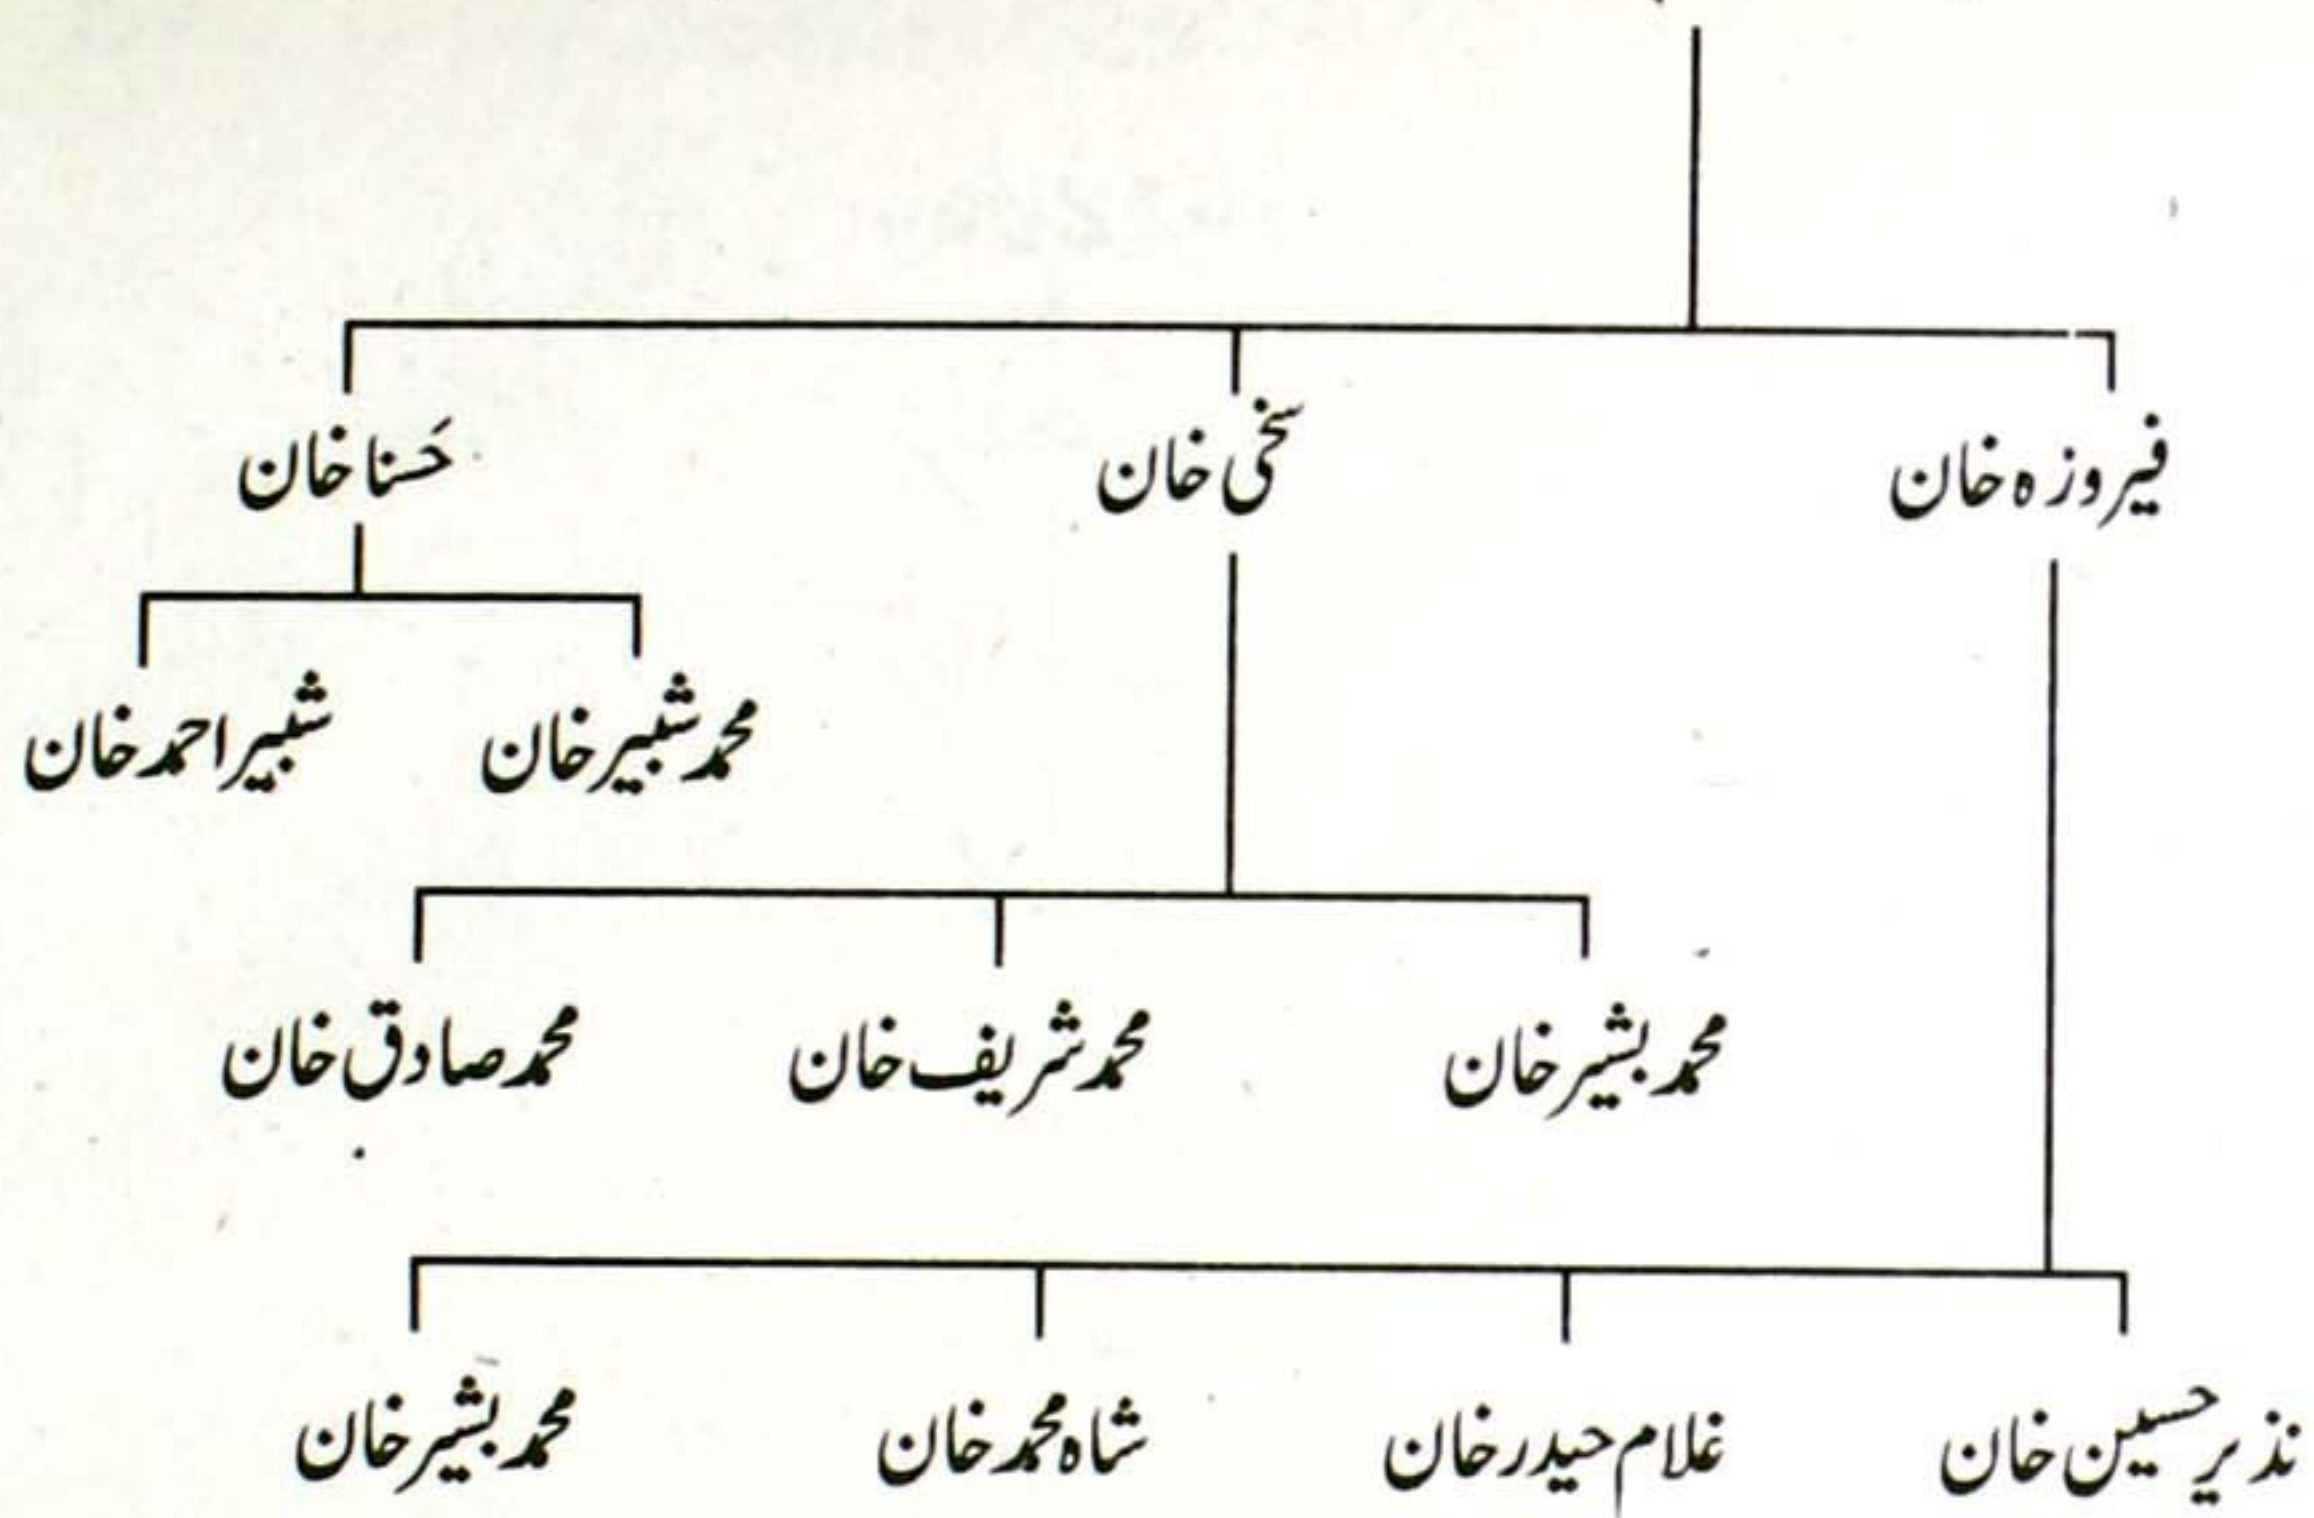 فیروزہ خان سخی خان حَسنا خان
محمد شبیر خان شبیر احمد خان
محمد بشیر خان محمد شریف خان محمد صادق خان
نذیر حسین خان غلام حیدر خان شاہ محمد خان محمد بشیر خان